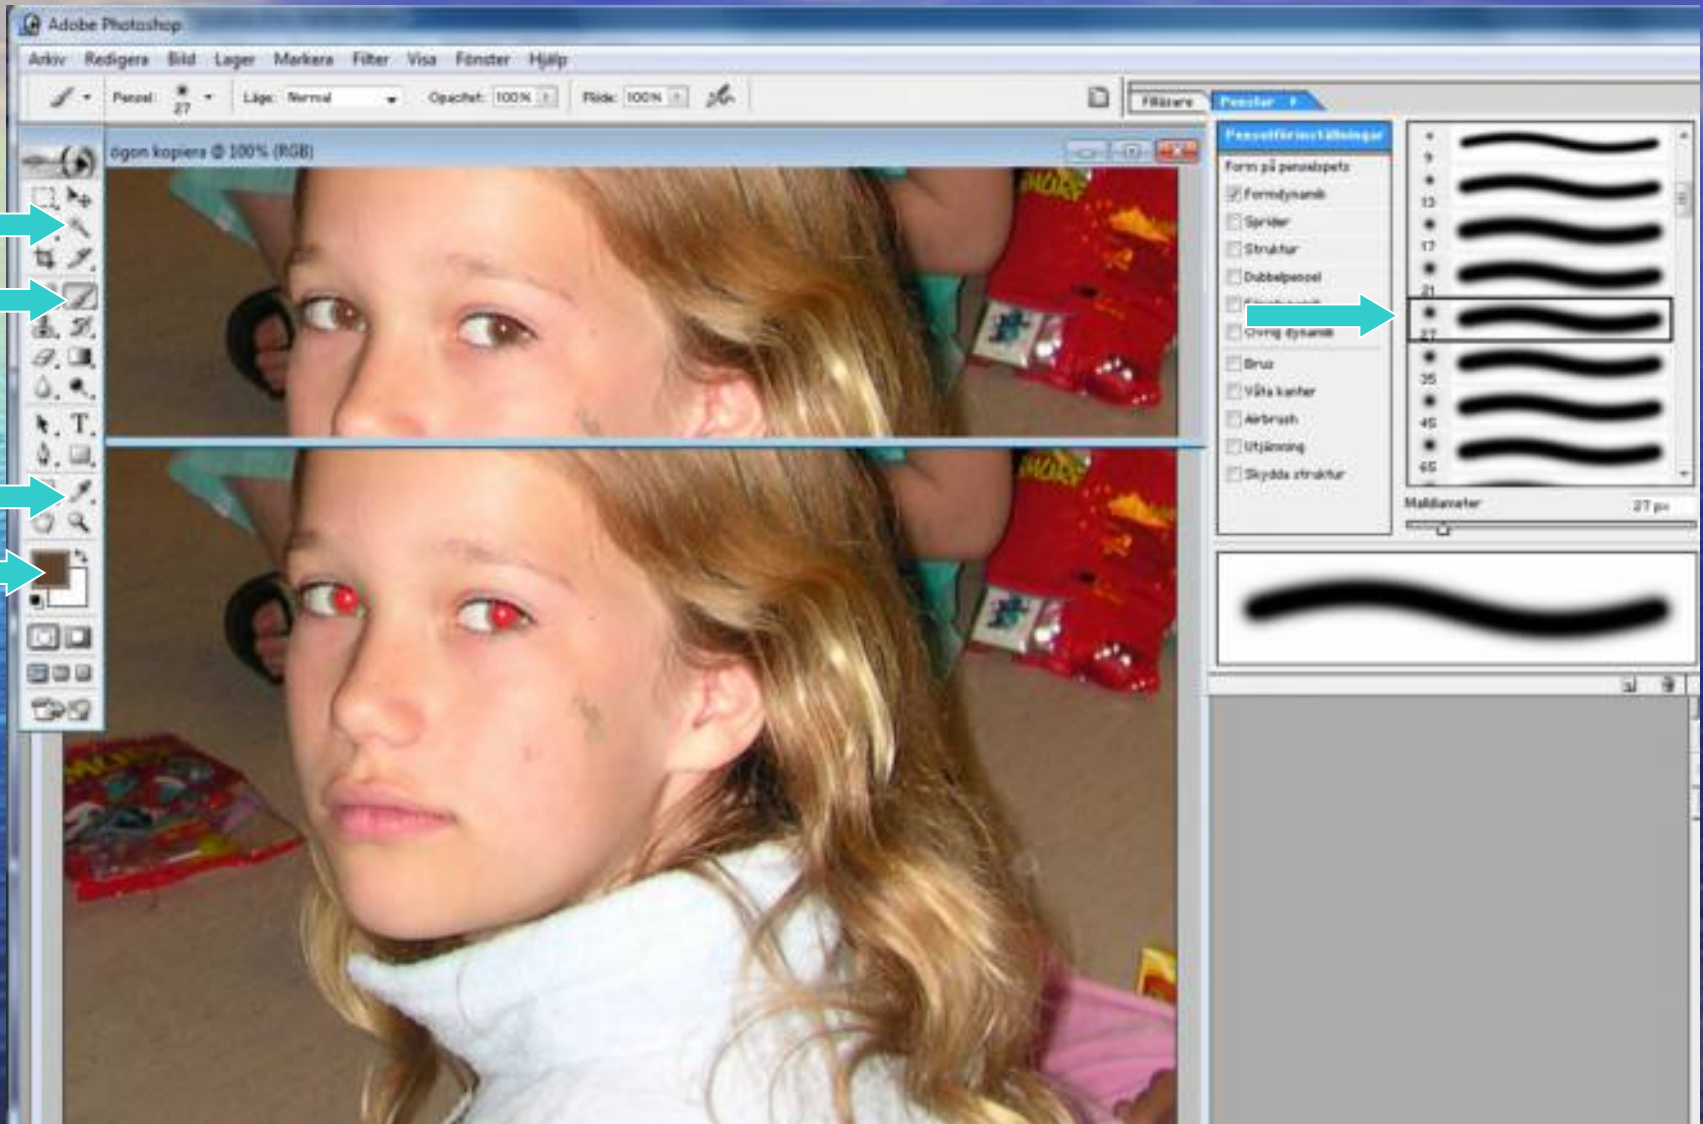 Adobe Photoshop
Arkiv Redigera Bild Lager Markera Filter Visa Fönster Hjälp
Pensel: 27 Läge: Normal Opacitet: 100% Flöde: 100%
Filläsare Penslar
ögon kopiera @ 100% (RGB)
Penselförinställningar
Form på penselspets
Formdynamik
Sprider
Struktur
Dubbelpensel
Övrig dynamik
Brus
Våta kanter
Airbrush
Utjämning
Skydda struktur
9
13
17
21
27
35
45
65
Malldiameter 27 px
T